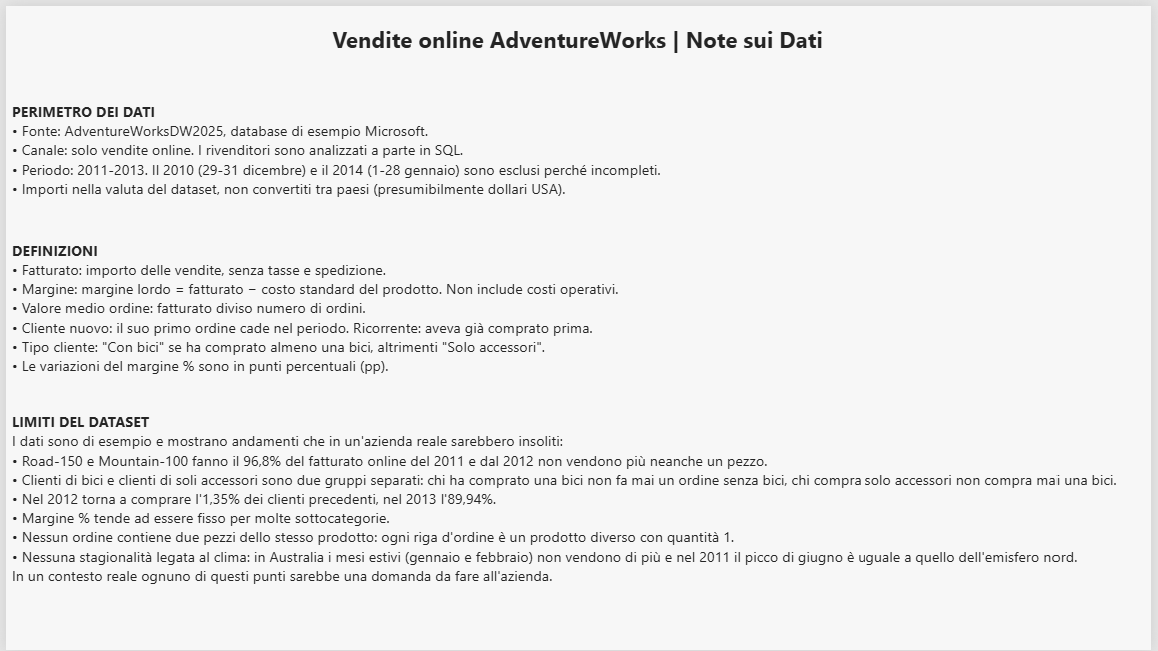 Vendite online AdventureWorks | Note sui Dati
PERIMETRO DEI DATI
• Fonte: AdventureWorksDW2025, database di esempio Microsoft.
• Canale: solo vendite online. I rivenditori sono analizzati a parte in SQL.
• Periodo: 2011-2013. Il 2010 (29-31 dicembre) e il 2014 (1-28 gennaio) sono esclusi perché incompleti.
• Importi nella valuta del dataset, non convertiti tra paesi (presumibilmente dollari USA).
DEFINIZIONI
• Fatturato: importo delle vendite, senza tasse e spedizione.
• Margine: margine lordo = fatturato − costo standard del prodotto. Non include costi operativi.
• Valore medio ordine: fatturato diviso numero di ordini.
• Cliente nuovo: il suo primo ordine cade nel periodo. Ricorrente: aveva già comprato prima.
• Tipo cliente: "Con bici" se ha comprato almeno una bici, altrimenti "Solo accessori".
• Le variazioni del margine % sono in punti percentuali (pp).
LIMITI DEL DATASET
I dati sono di esempio e mostrano andamenti che in un'azienda reale sarebbero insoliti:
• Road-150 e Mountain-100 fanno il 96,8% del fatturato online del 2011 e dal 2012 non vendono più neanche un pezzo.
• Clienti di bici e clienti di soli accessori sono due gruppi separati: chi ha comprato una bici non fa mai un ordine senza bici, chi compra solo accessori non compra mai una bici.
• Nel 2012 torna a comprare l'1,35% dei clienti precedenti, nel 2013 l'89,94%.
• Margine % tende ad essere fisso per molte sottocategorie.
• Nessun ordine contiene due pezzi dello stesso prodotto: ogni riga d'ordine è un prodotto diverso con quantità 1.
• Nessuna stagionalità legata al clima: in Australia i mesi estivi (gennaio e febbraio) non vendono di più e nel 2011 il picco di giugno è uguale a quello dell'emisfero nord.
In un contesto reale ognuno di questi punti sarebbe una domanda da fare all'azienda.